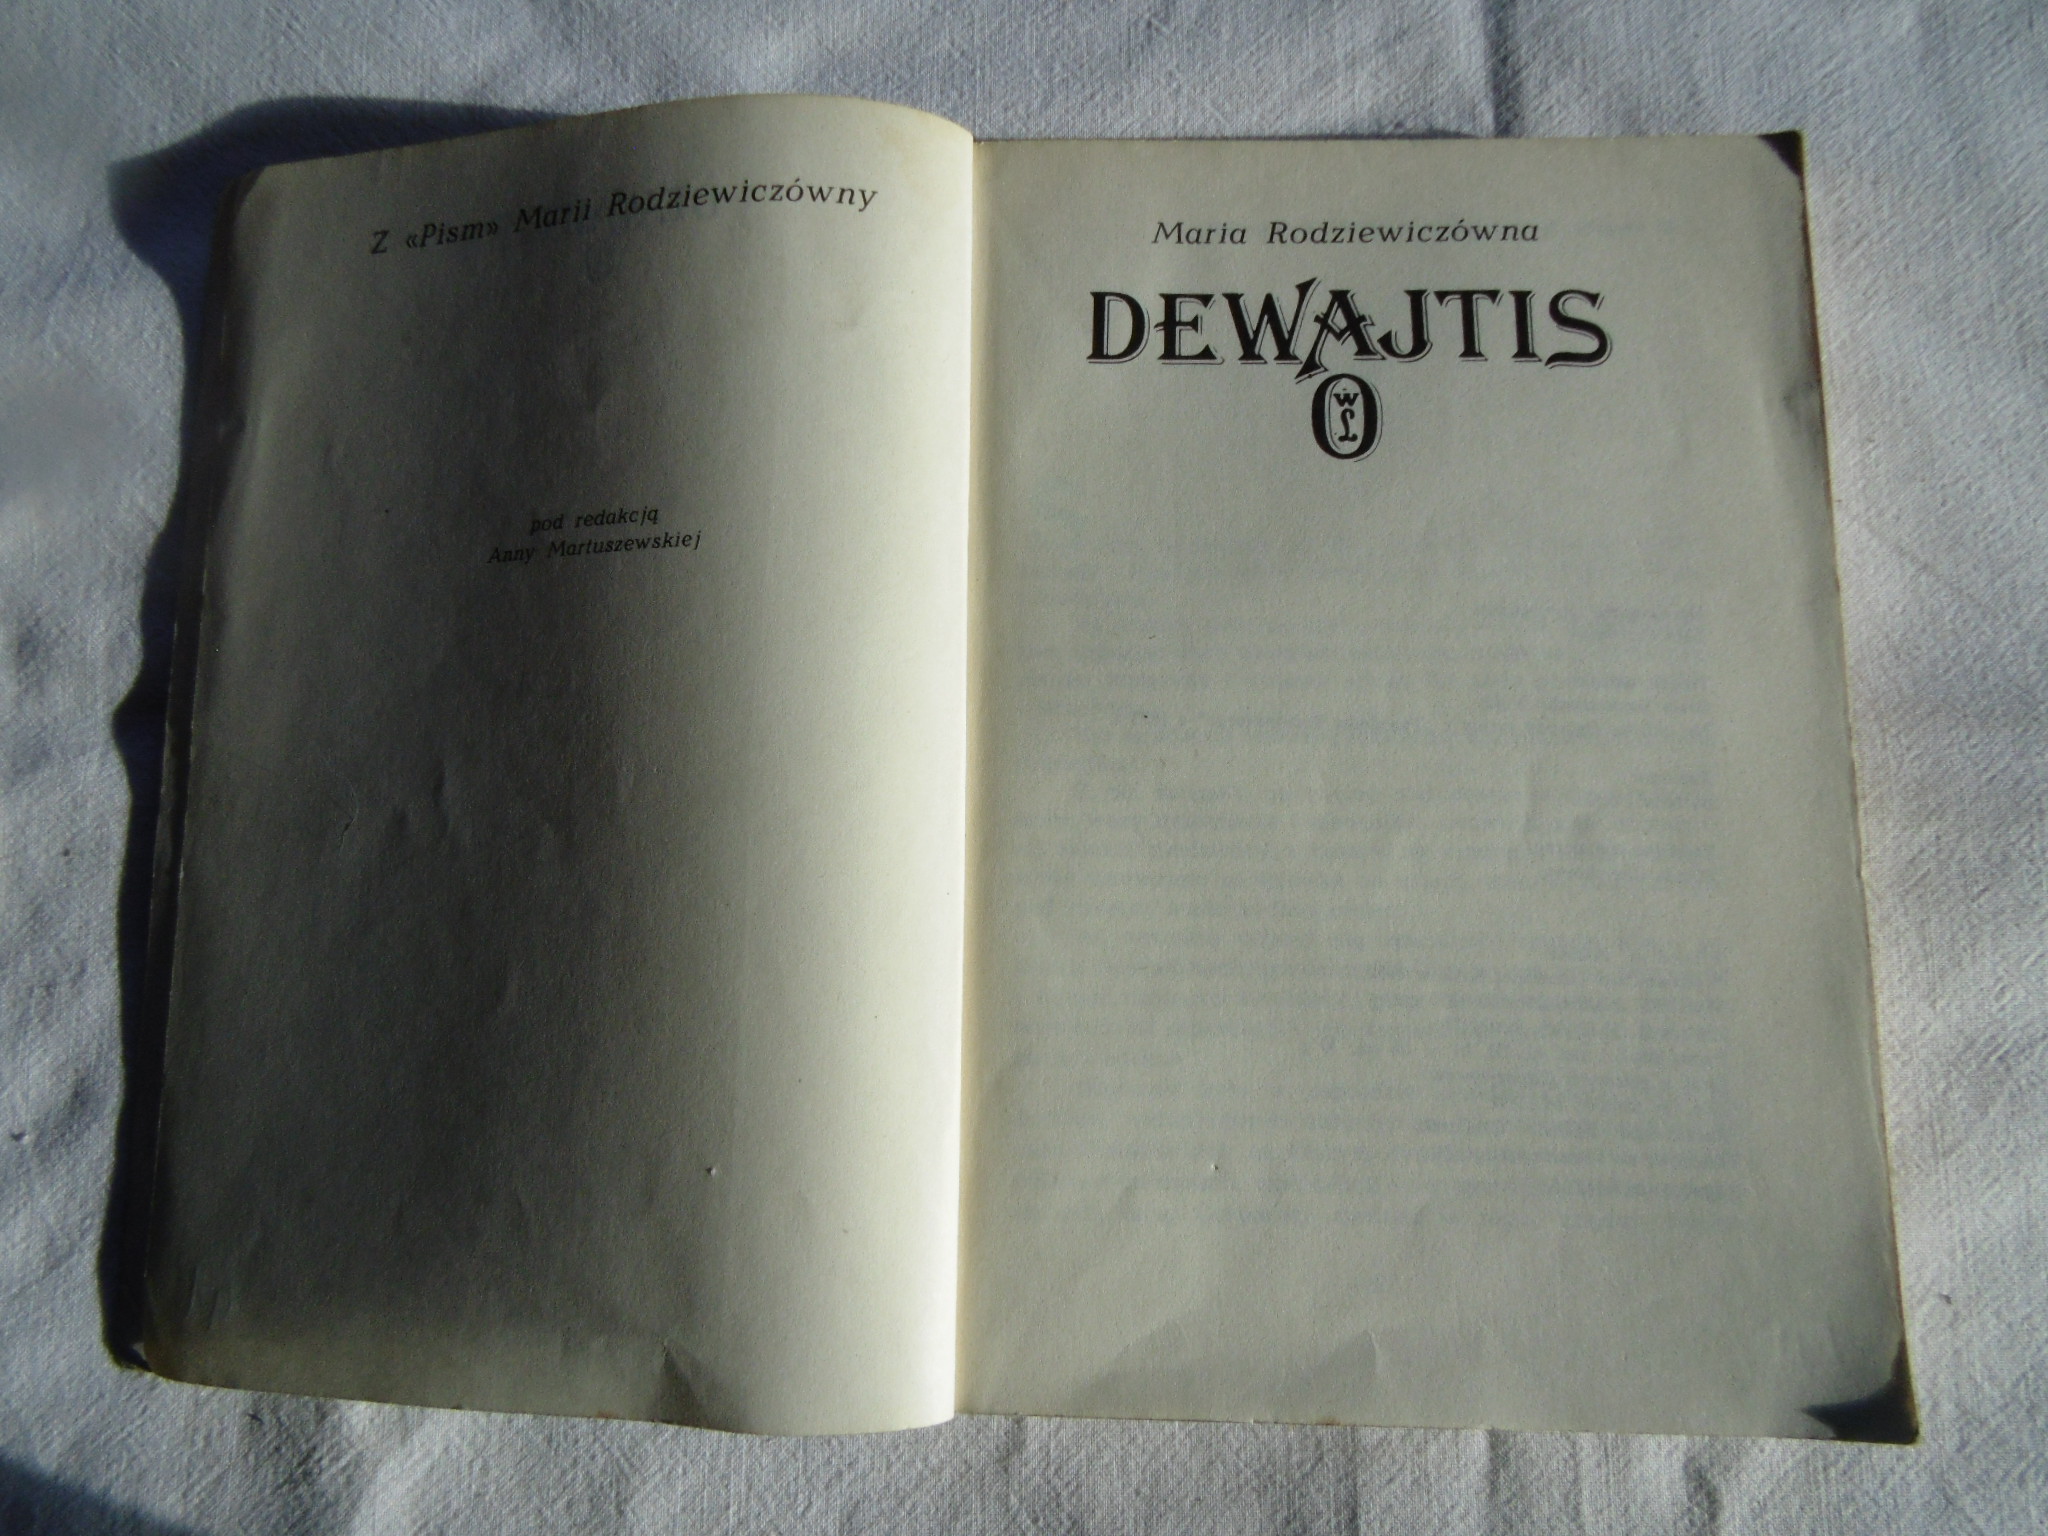 Z «Pism» Marii Rodziewiczówny
pod redakcją
Anny Martuszewskiej
Maria Rodziewiczówna
DEWAJTIS
O
W
Ł